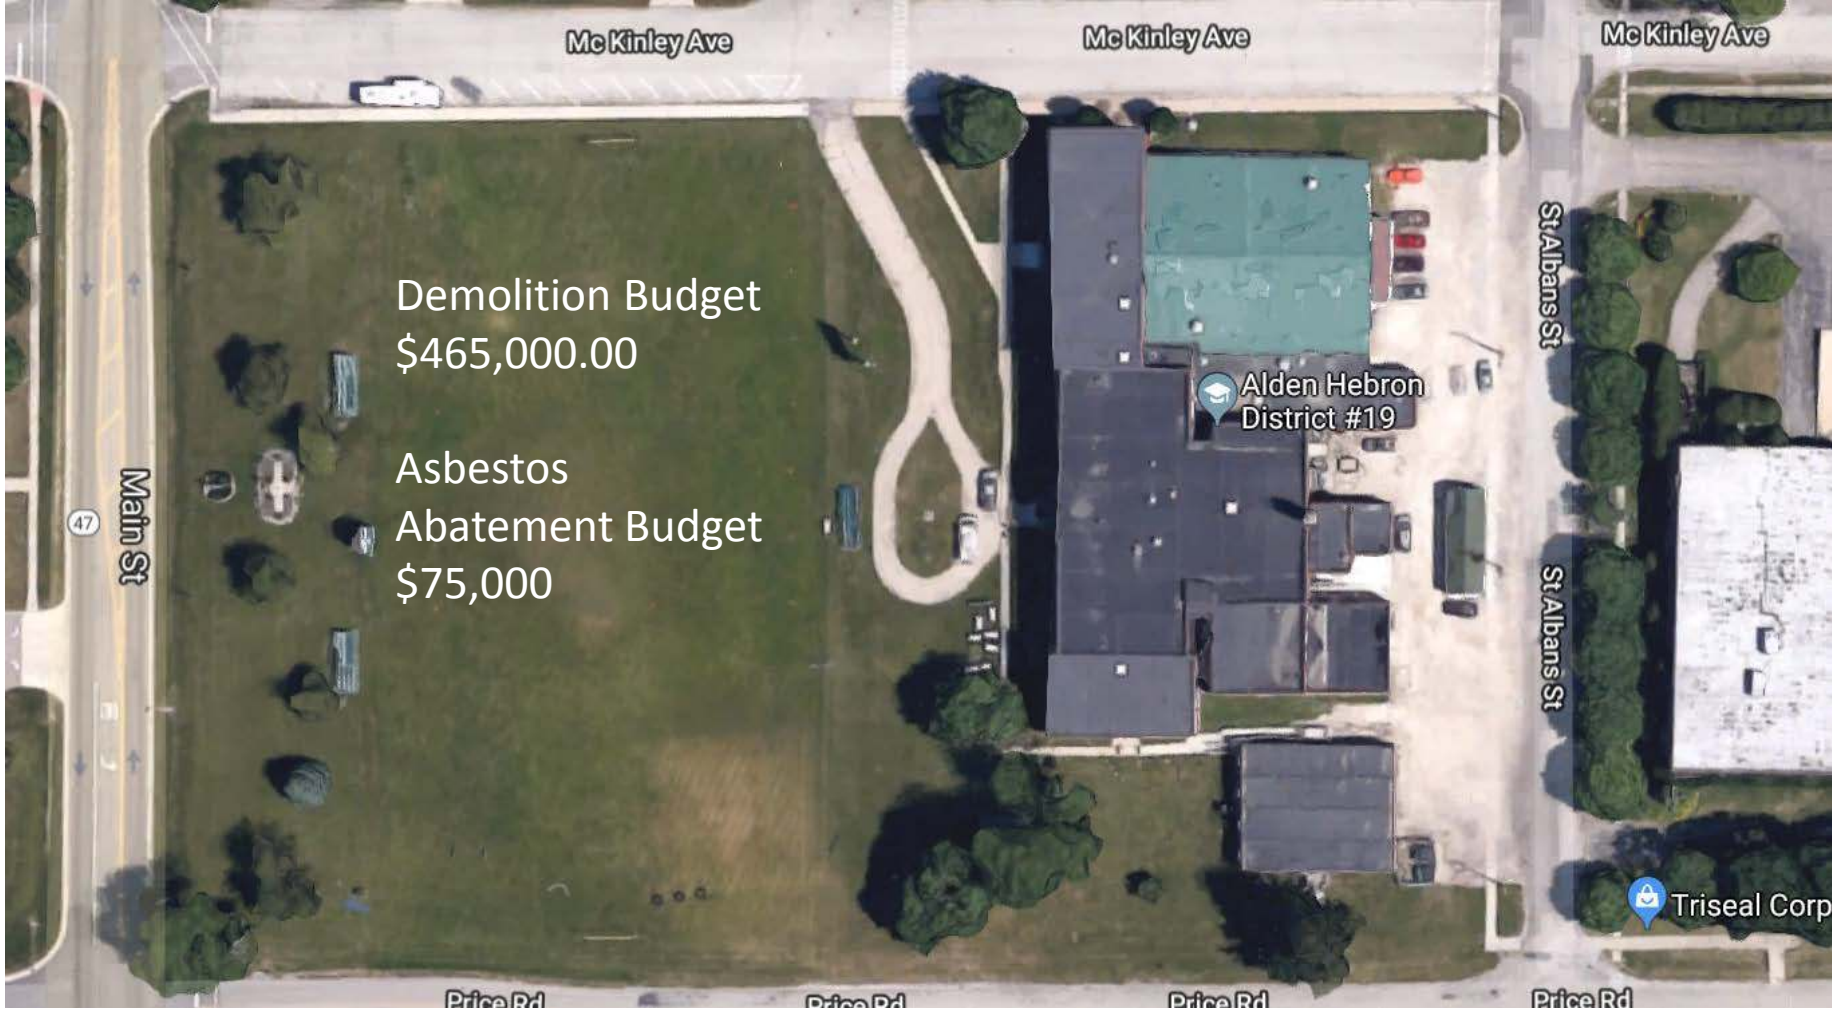 Mc Kinley Ave
Mc Kinley Ave
Mc Kinley Ave
St Albans St
Demolition Budget
$465,000.00
Alden Hebron
District #19
Asbestos
Abatement Budget
$75,000
47
Main St
St Albans St
Triseal Corp
Price Rd
Price Rd
Price Rd
Price Rd